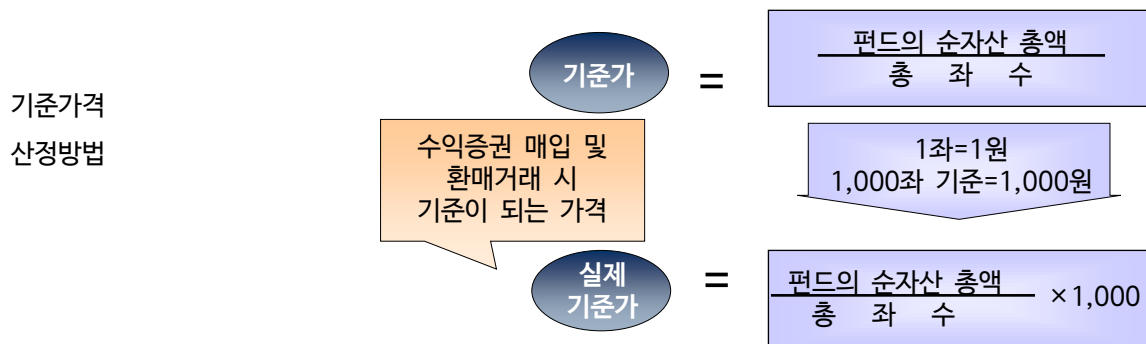 기준가격
산정방법
기준가
=
펀드의 순자산 총액
총 좌 수
수익증권 매입 및
환매거래 시
기준이 되는 가격
1좌=1원
1,000좌 기준=1,000원
실제
기준가
=
펀드의 순자산 총액
총 좌 수
×1,000